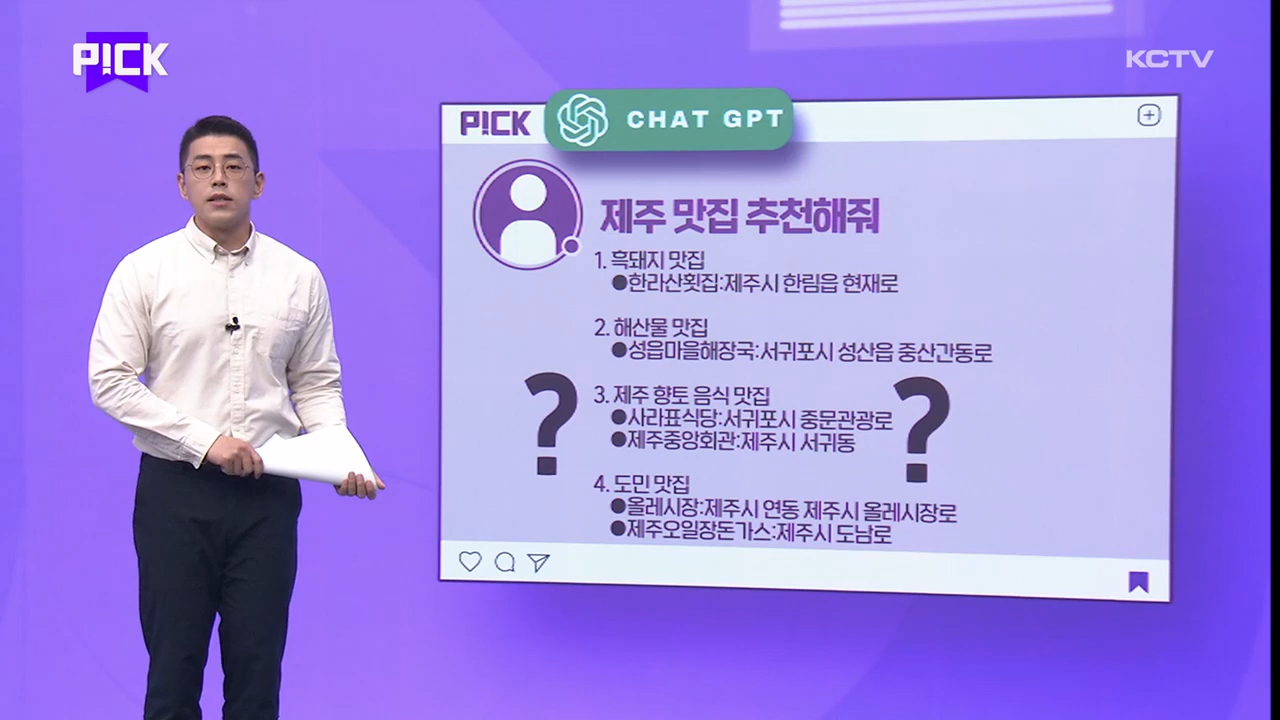 P!CK
KCTV
P!CK
CHAT GPT
제주 맛집 추천해줘
1. 흑돼지 맛집
●한라산횟집:제주시 한림읍 현재로
2. 해산물 맛집
●성읍마을해장국:서귀포시 성산읍 중산간동로
3. 제주 향토 음식 맛집
●사라표식당:서귀포시 중문관광로
●제주중앙회관:제주시 서귀동
? ?
4. 도민 맛집
●올레시장:제주시 연동 제주시 올레시장로
●제주오일장돈가스:제주시 도남로